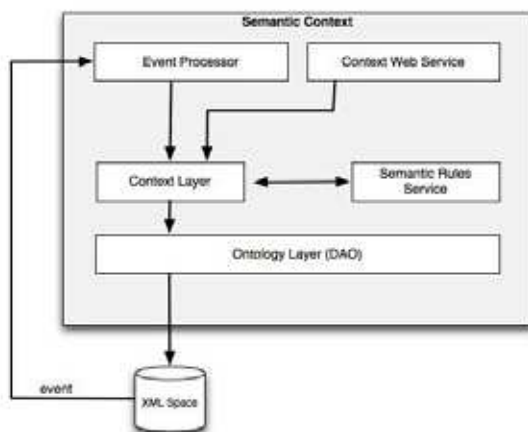 Semantic Context
Event Processor
Context Web Service
Context Layer
Semantic Rules
Service
Ontology Layer (DAO)
event
XML Space